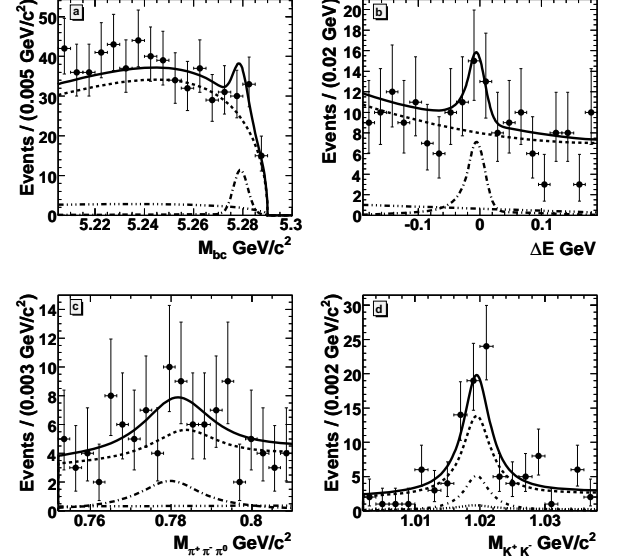 a
Events / (0.005 GeV/c²)
50
40
30
20
10
0
5.22 5.24 5.26 5.28 5.3
M_bc GeV/c²
b
Events / (0.02 GeV)
20
18
16
14
12
10
8
6
4
2
0
-0.1 0 0.1
ΔE GeV
c
Events / (0.003 GeV/c²)
14
12
10
8
6
4
2
0
0.76 0.78 0.8
M_π⁺π⁻π⁰ GeV/c²
d
Events / (0.002 GeV/c²)
30
25
20
15
10
5
0
1.01 1.02 1.03
M_K⁺K⁻ GeV/c²